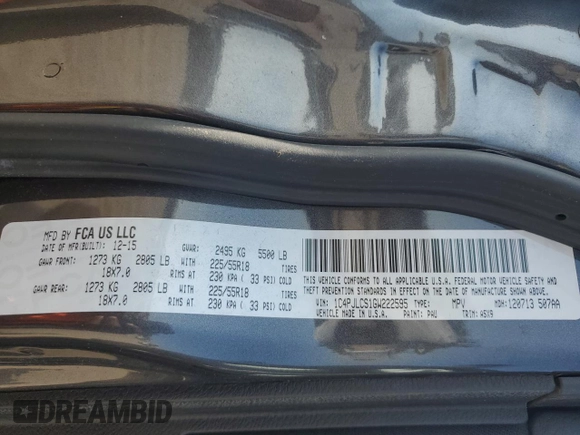 MFD BY FCA US LLC
DATE OF MFR(BUILT): 12-15 GVWR: 2495 KG 5500 LB
GAWR FRONT: 1273 KG 2805 LB WITH 225/55R18 TIRES
18X7.0 RIMS AT 230 KPA( 33 PSI) COLD
GAWR REAR: 1273 KG 2805 LB WITH 225/55R18 TIRES
18X7.0 RIMS AT 230 KPA( 33 PSI) COLD
THIS VEHICLE CONFORMS TO ALL APPLICABLE U.S.A. FEDERAL MOTOR VEHICLE SAFETY AND
THEFT PREVENTION STANDARDS IN EFFECT ON THE DATE OF MANUFACTURE SHOWN ABOVE.
VIN: 1C4PJLCS1GW222595 TYPE: MPV MDH:120713 507AA
VEHICLE MADE IN U.S.A. PAINT: PAU TRIM: A5X9
DREAMBID